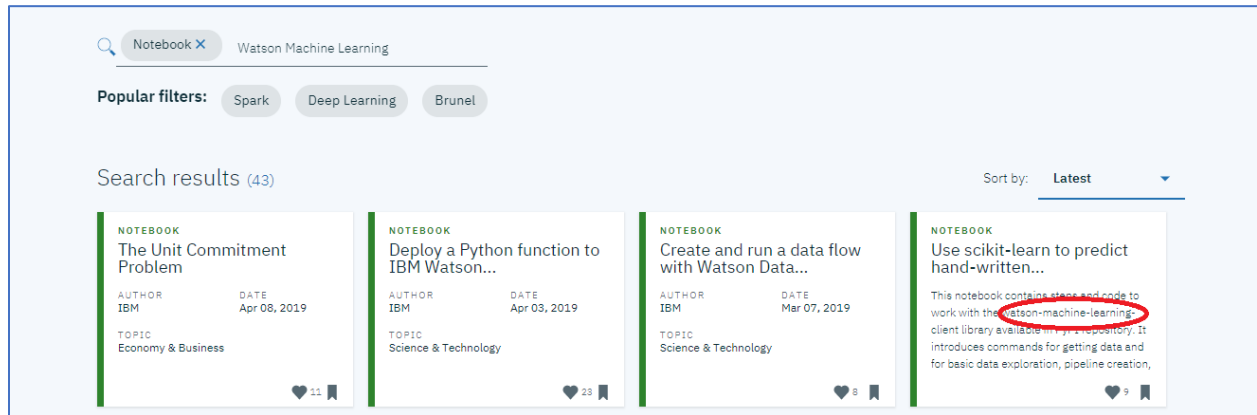 Notebook ✕ Watson Machine Learning
Popular filters: Spark Deep Learning Brunel
Search results (43)
Sort by: Latest
NOTEBOOK
The Unit Commitment
Problem
AUTHOR DATE
IBM Apr 08, 2019
TOPIC
Economy & Business
11
NOTEBOOK
Deploy a Python function to
IBM Watson...
AUTHOR DATE
IBM Apr 03, 2019
TOPIC
Science & Technology
23
NOTEBOOK
Create and run a data flow
with Watson Data...
AUTHOR DATE
IBM Mar 07, 2019
TOPIC
Science & Technology
8
NOTEBOOK
Use scikit-learn to predict
hand-written...
This notebook contains steps and code to
work with the watson-machine-learning-
client library available in PyPI repository. It
introduces commands for getting data and
for basic data exploration, pipeline creation,
9